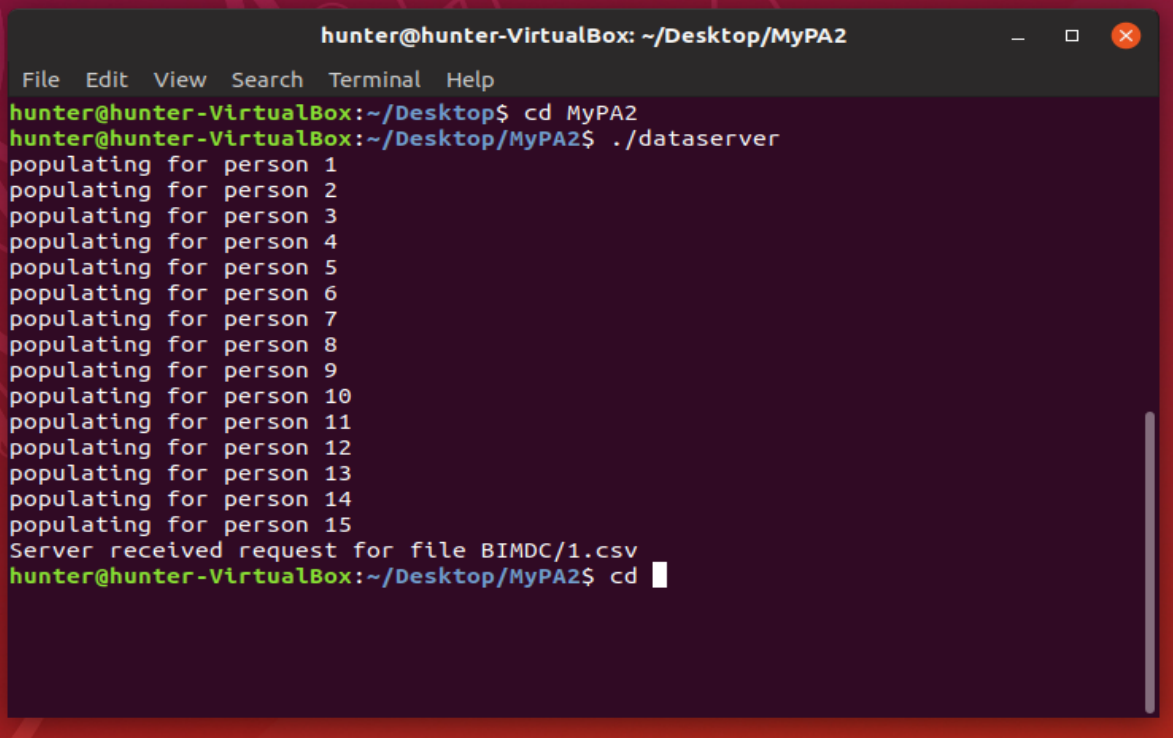 hunter@hunter-VirtualBox: ~/Desktop/MyPA2
File Edit View Search Terminal Help
hunter@hunter-VirtualBox:~/Desktop$ cd MyPA2
hunter@hunter-VirtualBox:~/Desktop/MyPA2$ ./dataserver
populating for person 1
populating for person 2
populating for person 3
populating for person 4
populating for person 5
populating for person 6
populating for person 7
populating for person 8
populating for person 9
populating for person 10
populating for person 11
populating for person 12
populating for person 13
populating for person 14
populating for person 15
Server received request for file BIMDC/1.csv
hunter@hunter-VirtualBox:~/Desktop/MyPA2$ cd